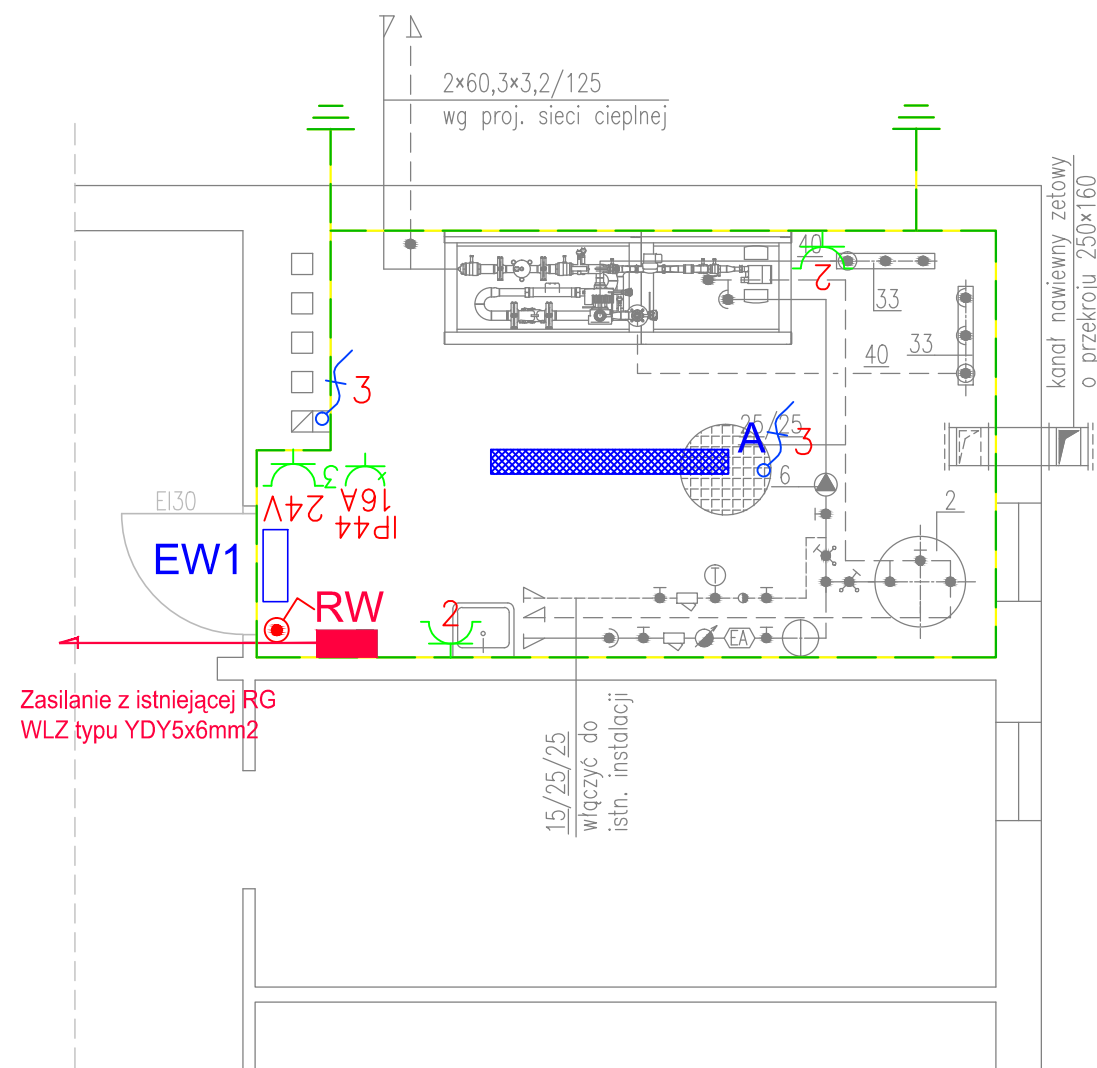 2×60,3×3,2/125
wg proj. sieci cieplnej
kanał nawiewny zetowy
o przekroju 250×160
40
2
33
33
40
3
25/25
A
3
6
3
24V
16A
IP44
2
EI30
EW1
RW
2
T
EA
Zasilanie z istniejącej RG
WLZ typu YDY5x6mm2
15/25/25
włączyć do
istn. instalacji